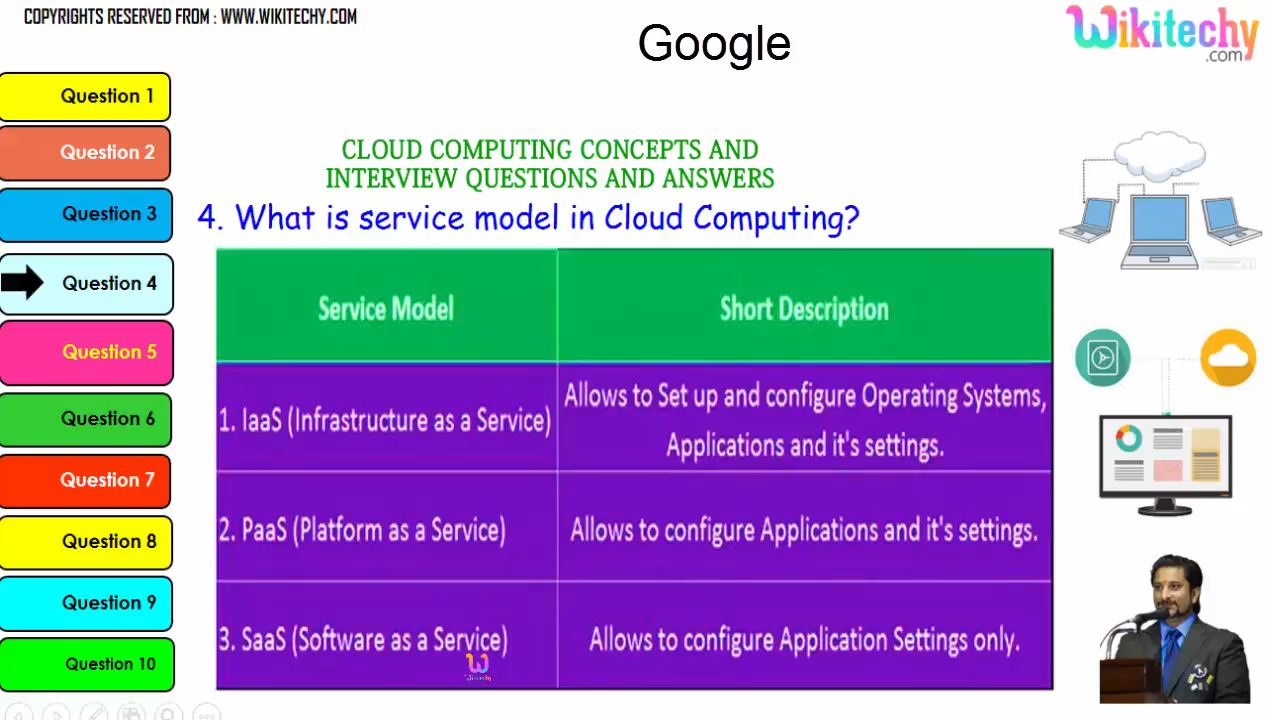 COPYRIGHTS RESERVED FROM : WWW.WIKITECHY.COM
Google
Wikitechy
.com
Question 1
Question 2
Question 3
Question 4
Question 5
Question 6
Question 7
Question 8
Question 9
Question 10
CLOUD COMPUTING CONCEPTS AND
INTERVIEW QUESTIONS AND ANSWERS
4. What is service model in Cloud Computing?
Service Model
Short Description
1. IaaS (Infrastructure as a Service)
Allows to Set up and configure Operating Systems,
Applications and it's settings.
2. PaaS (Platform as a Service)
Allows to configure Applications and it's settings.
3. SaaS (Software as a Service)
Allows to configure Application Settings only.
Wikitechy